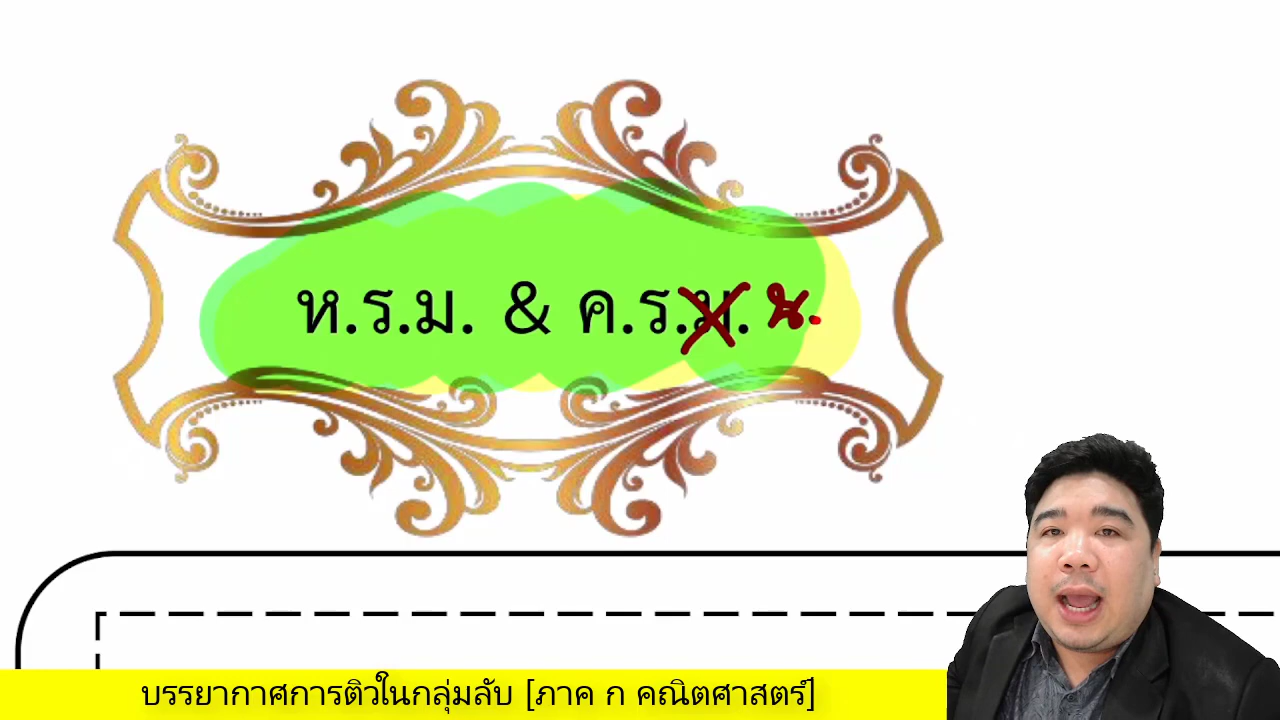 ห.ร.ม. & ค.ร.ม. น.
บรรยากาศการติวในกลุ่มลับ [ภาค ก คณิตศาสตร์]